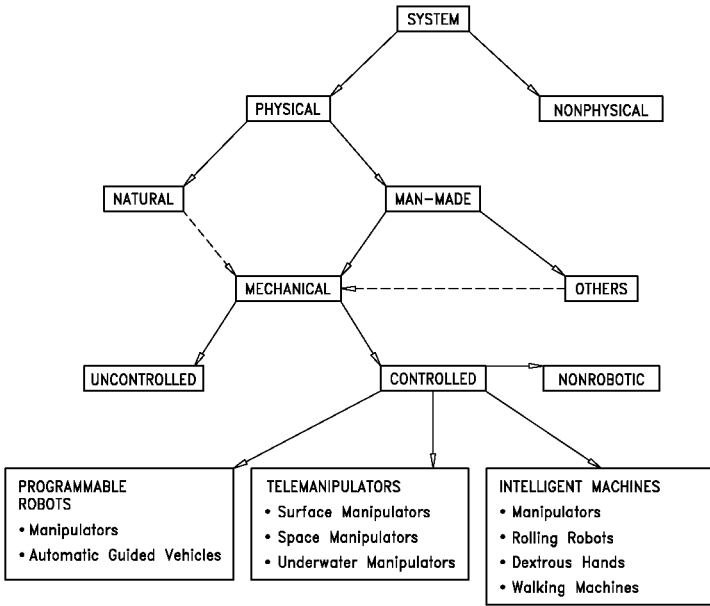 SYSTEM
PHYSICAL
NONPHYSICAL
NATURAL
MAN-MADE
MECHANICAL
OTHERS
UNCONTROLLED
CONTROLLED
NONROBOTIC
PROGRAMMABLE
ROBOTS
• Manipulators
• Automatic Guided Vehicles
TELEMANIPULATORS
• Surface Manipulators
• Space Manipulators
• Underwater Manipulators
INTELLIGENT MACHINES
• Manipulators
• Rolling Robots
• Dextrous Hands
• Walking Machines